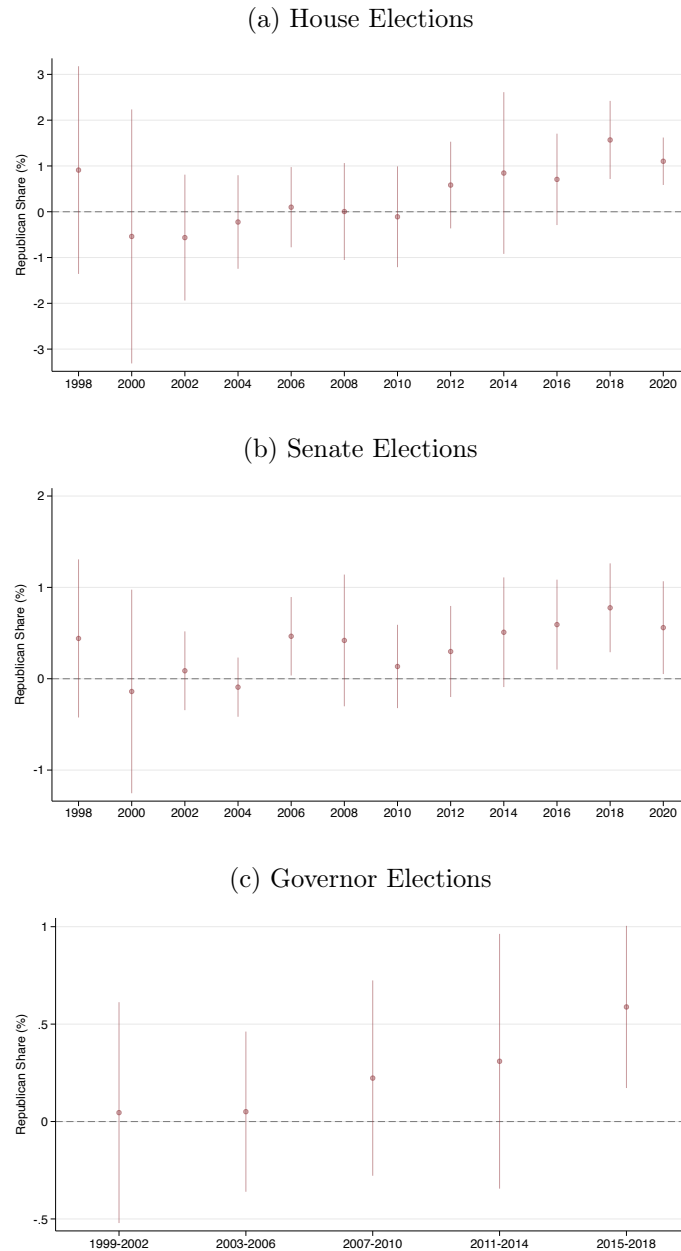 (a) House Elections
3
2
1
0
-1
-2
-3
Republican Share (%)
1998 2000 2002 2004 2006 2008 2010 2012 2014 2016 2018 2020
(b) Senate Elections
2
1
0
-1
Republican Share (%)
1998 2000 2002 2004 2006 2008 2010 2012 2014 2016 2018 2020
(c) Governor Elections
1
.5
0
-.5
Republican Share (%)
1999-2002 2003-2006 2007-2010 2011-2014 2015-2018